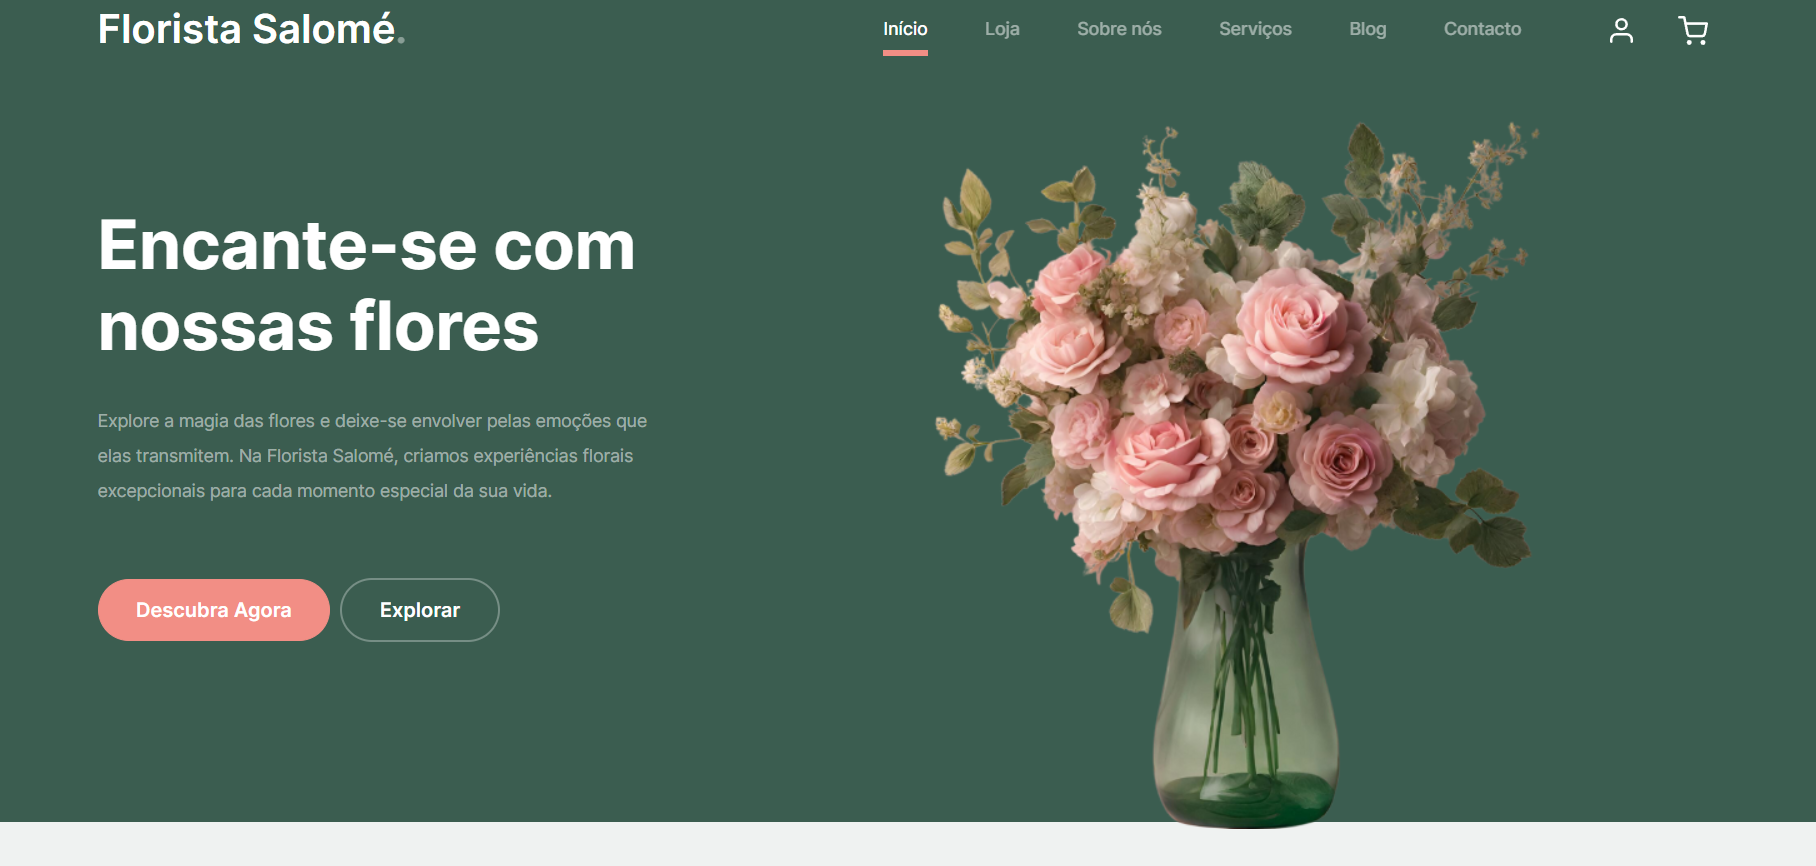 Florista Salomé.
Início
Loja
Sobre nós
Serviços
Blog
Contacto
Encante-se com
nossas flores
Explore a magia das flores e deixe-se envolver pelas emoções que
elas transmitem. Na Florista Salomé, criamos experiências florais
excepcionais para cada momento especial da sua vida.
Descubra Agora
Explorar